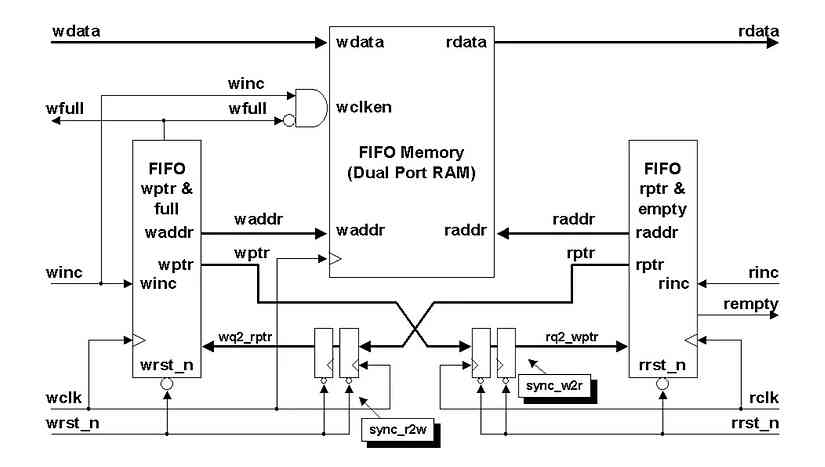 wdata
wdata
rdata
rdata
winc
wfull
wfull
wclken
FIFO Memory
(Dual Port RAM)
FIFO
wptr &
full
FIFO
rptr &
empty
waddr
waddr
waddr
raddr
raddr
raddr
wptr
wptr
rptr
rptr
winc
winc
rinc
rinc
rempty
wq2_rptr
rq2_wptr
wrst_n
rrst_n
sync_w2r
wclk
rclk
wrst_n
sync_r2w
rrst_n